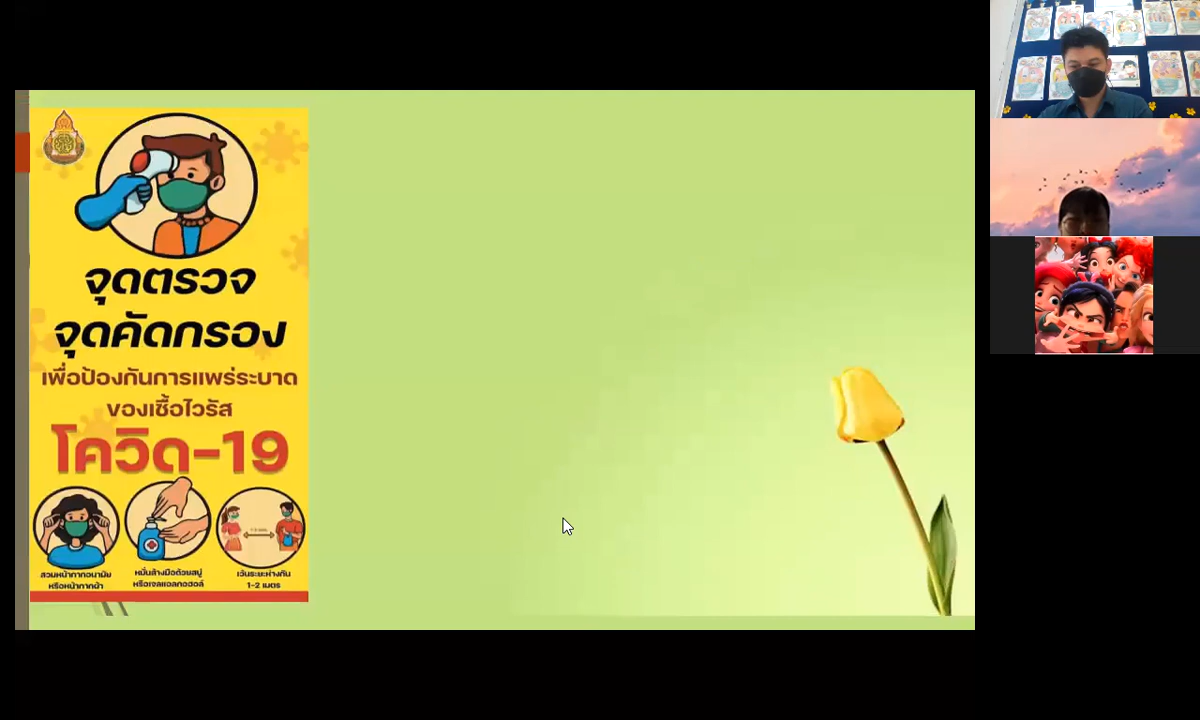 จุดตรวจ
จุดคัดกรอง
เพื่อป้องกันการแพร่ระบาด
ของเชื้อไวรัส
โควิด-19
สวมหน้ากากอนามัย
หรือหน้ากากผ้า
หมั่นล้างมือด้วยสบู่
หรือเจลแอลกอฮอล์
เว้นระยะห่างกัน
1-2 เมตร